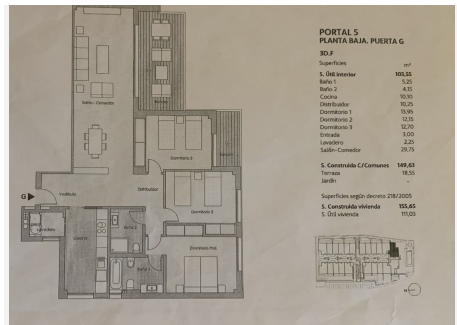 PORTAL 5
PLANTA BAJA. PUERTA G
3D.F
Superficies m²
S. Útil Interior 103,55
Baño 1 5,25
Baño 2 4,15
Cocina 10,10
Distribuidor 10,25
Dormitorio 1 13,95
Dormitorio 2 12,15
Dormitorio 3 12,70
Entrada 3,00
Lavadero 2,25
Salón-Comedor 29,75
S. Construida C/Comunes 149,63
Terraza 18,55
Jardín -
Superficies según decreto 218/2005
S. Construida vivienda 155,65
S. Útil vivienda 111,03
Salón-Comedor
Dormitorio 3
Distribuidor
Vestíbulo
G
Dormitorio 2
Lavadero
Cocina
Baño 2
Baño 1
N